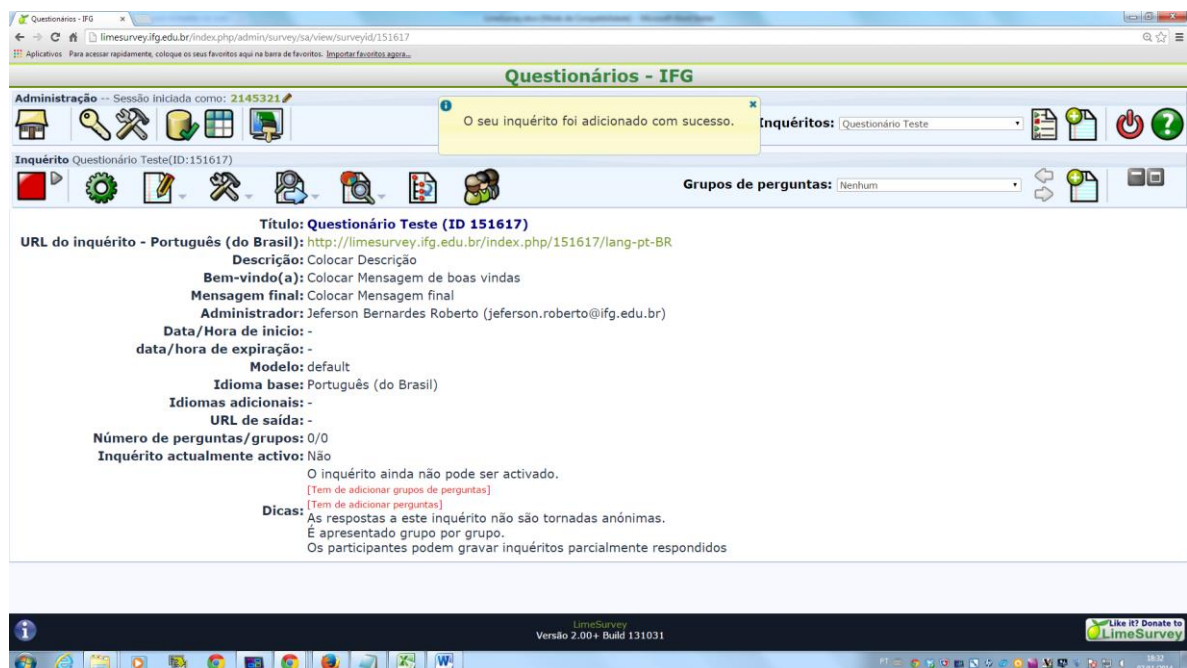 Questionários - IFG
limesurvey.ifg.edu.br/index.php/admin/survey/sa/view/surveyid/151617
Aplicativos Para acessar rapidamente, coloque os seus favoritos aqui na barra de favoritos. Importar favoritos agora...
Questionários - IFG
Administração -- Sessão iniciada como: 2145321
O seu inquérito foi adicionado com sucesso.
Inquéritos: Questionário Teste
Inquérito Questionário Teste(ID:151617)
Grupos de perguntas: Nenhum
Título: Questionário Teste (ID 151617)
URL do inquérito - Português (do Brasil): http://limesurvey.ifg.edu.br/index.php/151617/lang-pt-BR
Descrição: Colocar Descrição
Bem-vindo(a): Colocar Mensagem de boas vindas
Mensagem final: Colocar Mensagem final
Administrador: Jeferson Bernardes Roberto (jeferson.roberto@ifg.edu.br)
Data/Hora de inicio: -
data/hora de expiração: -
Modelo: default
Idioma base: Português (do Brasil)
Idiomas adicionais: -
URL de saída: -
Número de perguntas/grupos: 0/0
Inquérito actualmente activo: Não
O inquérito ainda não pode ser activado.
[Tem de adicionar grupos de perguntas]
[Tem de adicionar perguntas]
Dicas:
As respostas a este inquérito não são tornadas anónimas.
É apresentado grupo por grupo.
Os participantes podem gravar inquéritos parcialmente respondidos
LimeSurvey
Versão 2.00+ Build 131031
Like it? Donate to
LimeSurvey
PT
18:32